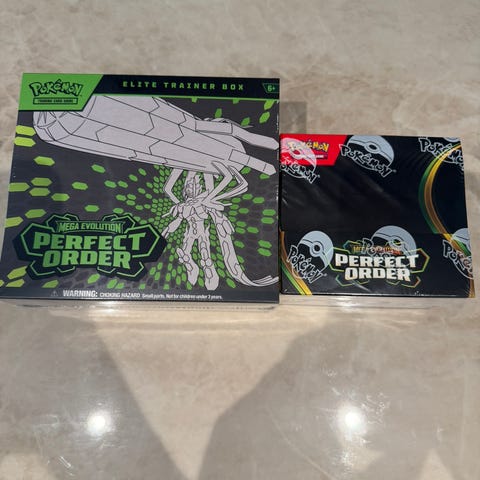 POKéMON
TRADING CARD GAME
ELITE TRAINER BOX
6+
MEGA EVOLUTION
PERFECT
ORDER
WARNING: CHOKING HAZARD Small parts. Not for children under 3 years.
POKéMON
POKéMON
POKéMON
POKéMON
POKéMON
MEGA EVOLUTION
PERFECT
ORDER